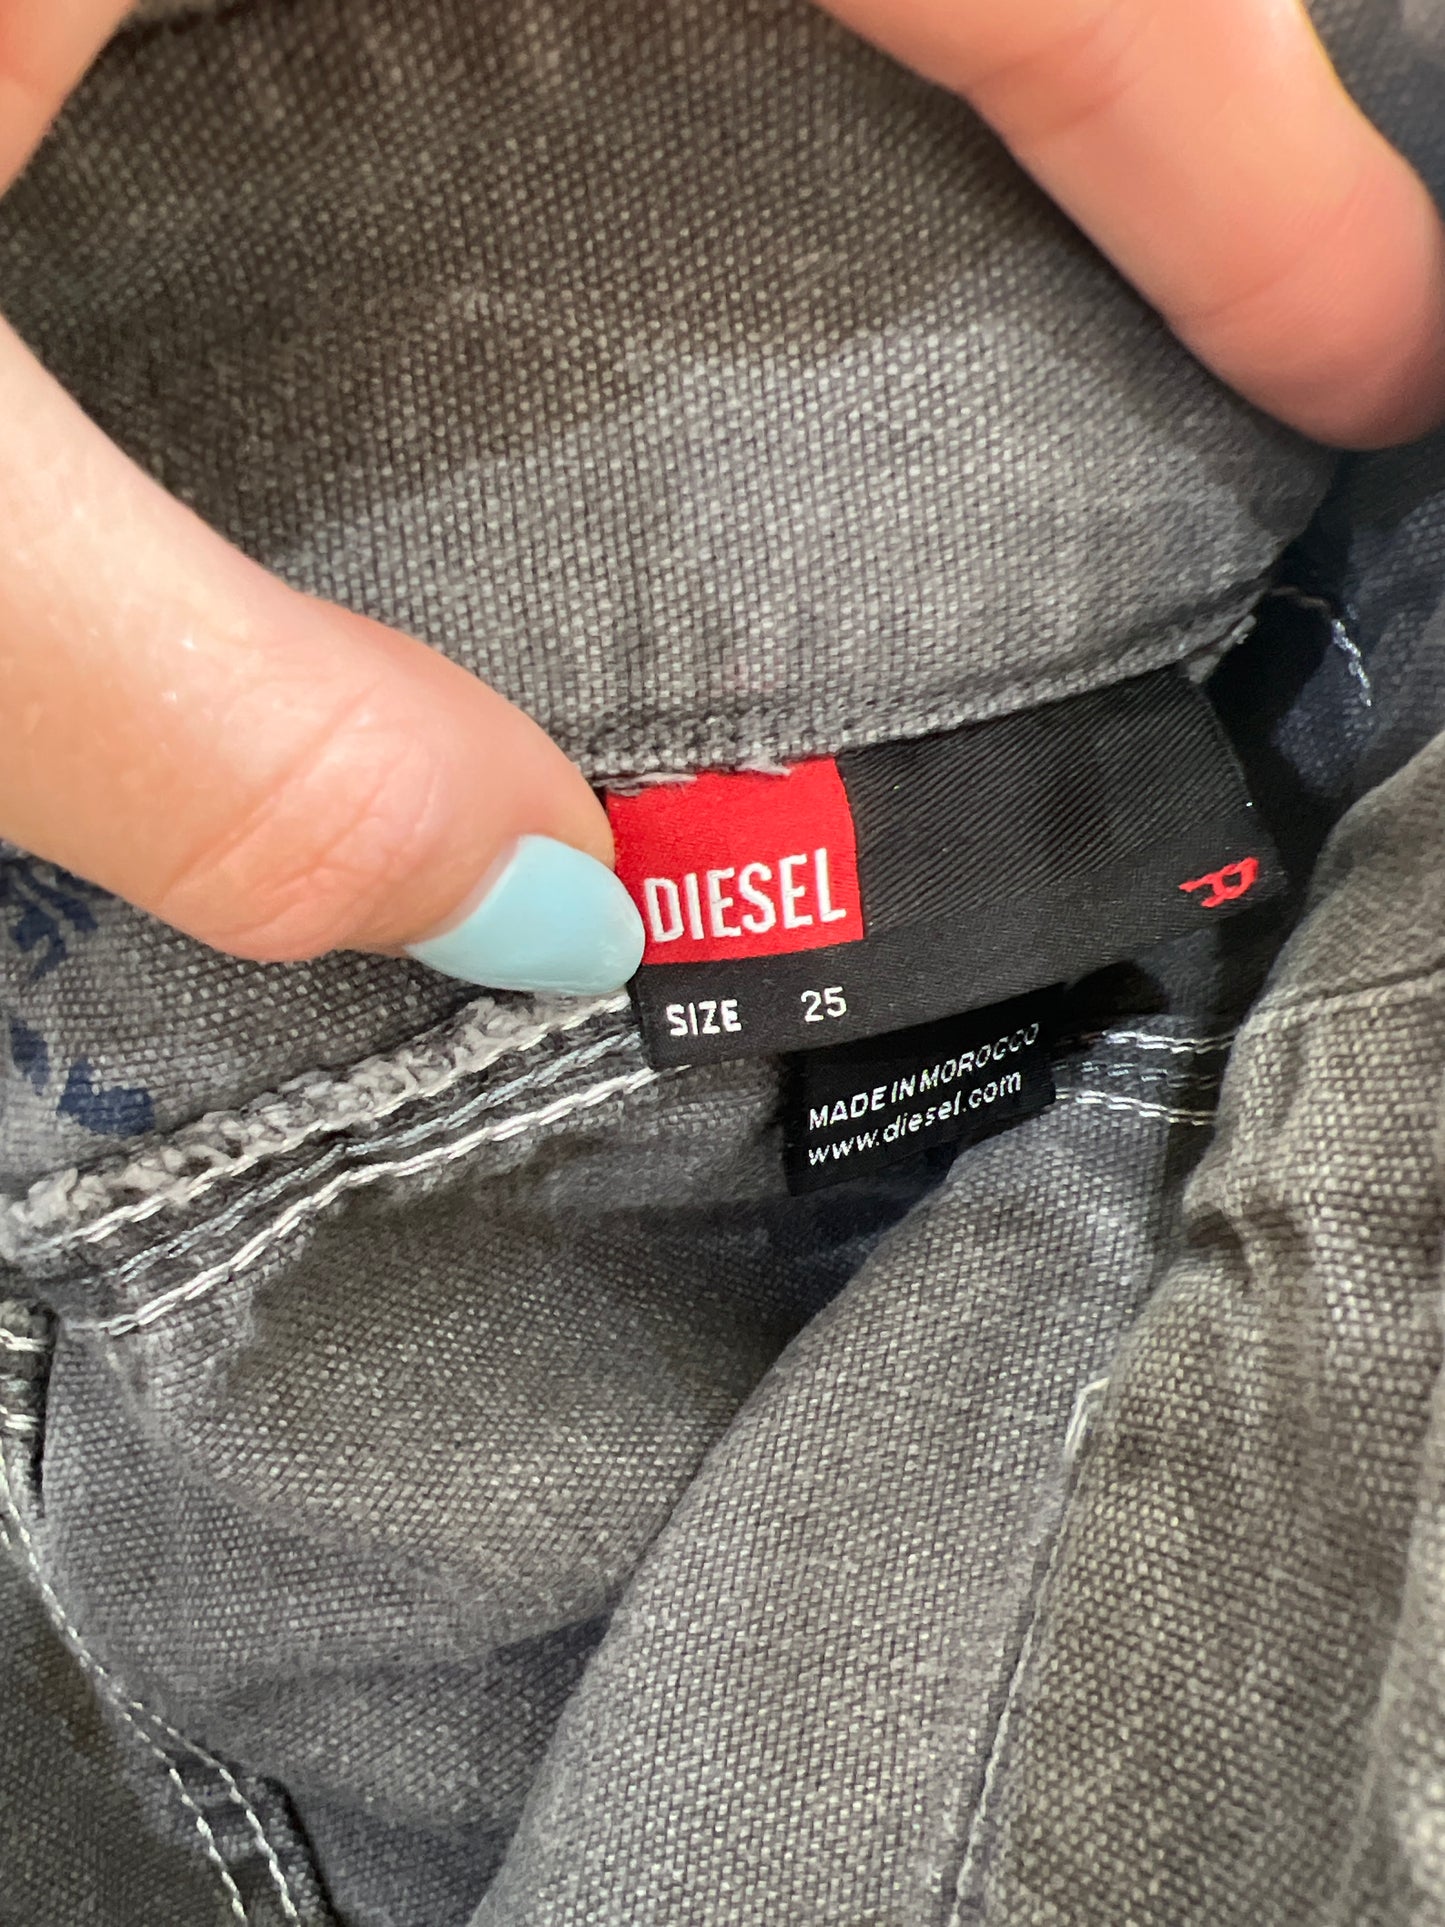 DIESEL
SIZE 25
R
MADE IN MOROCCO
www.diesel.com